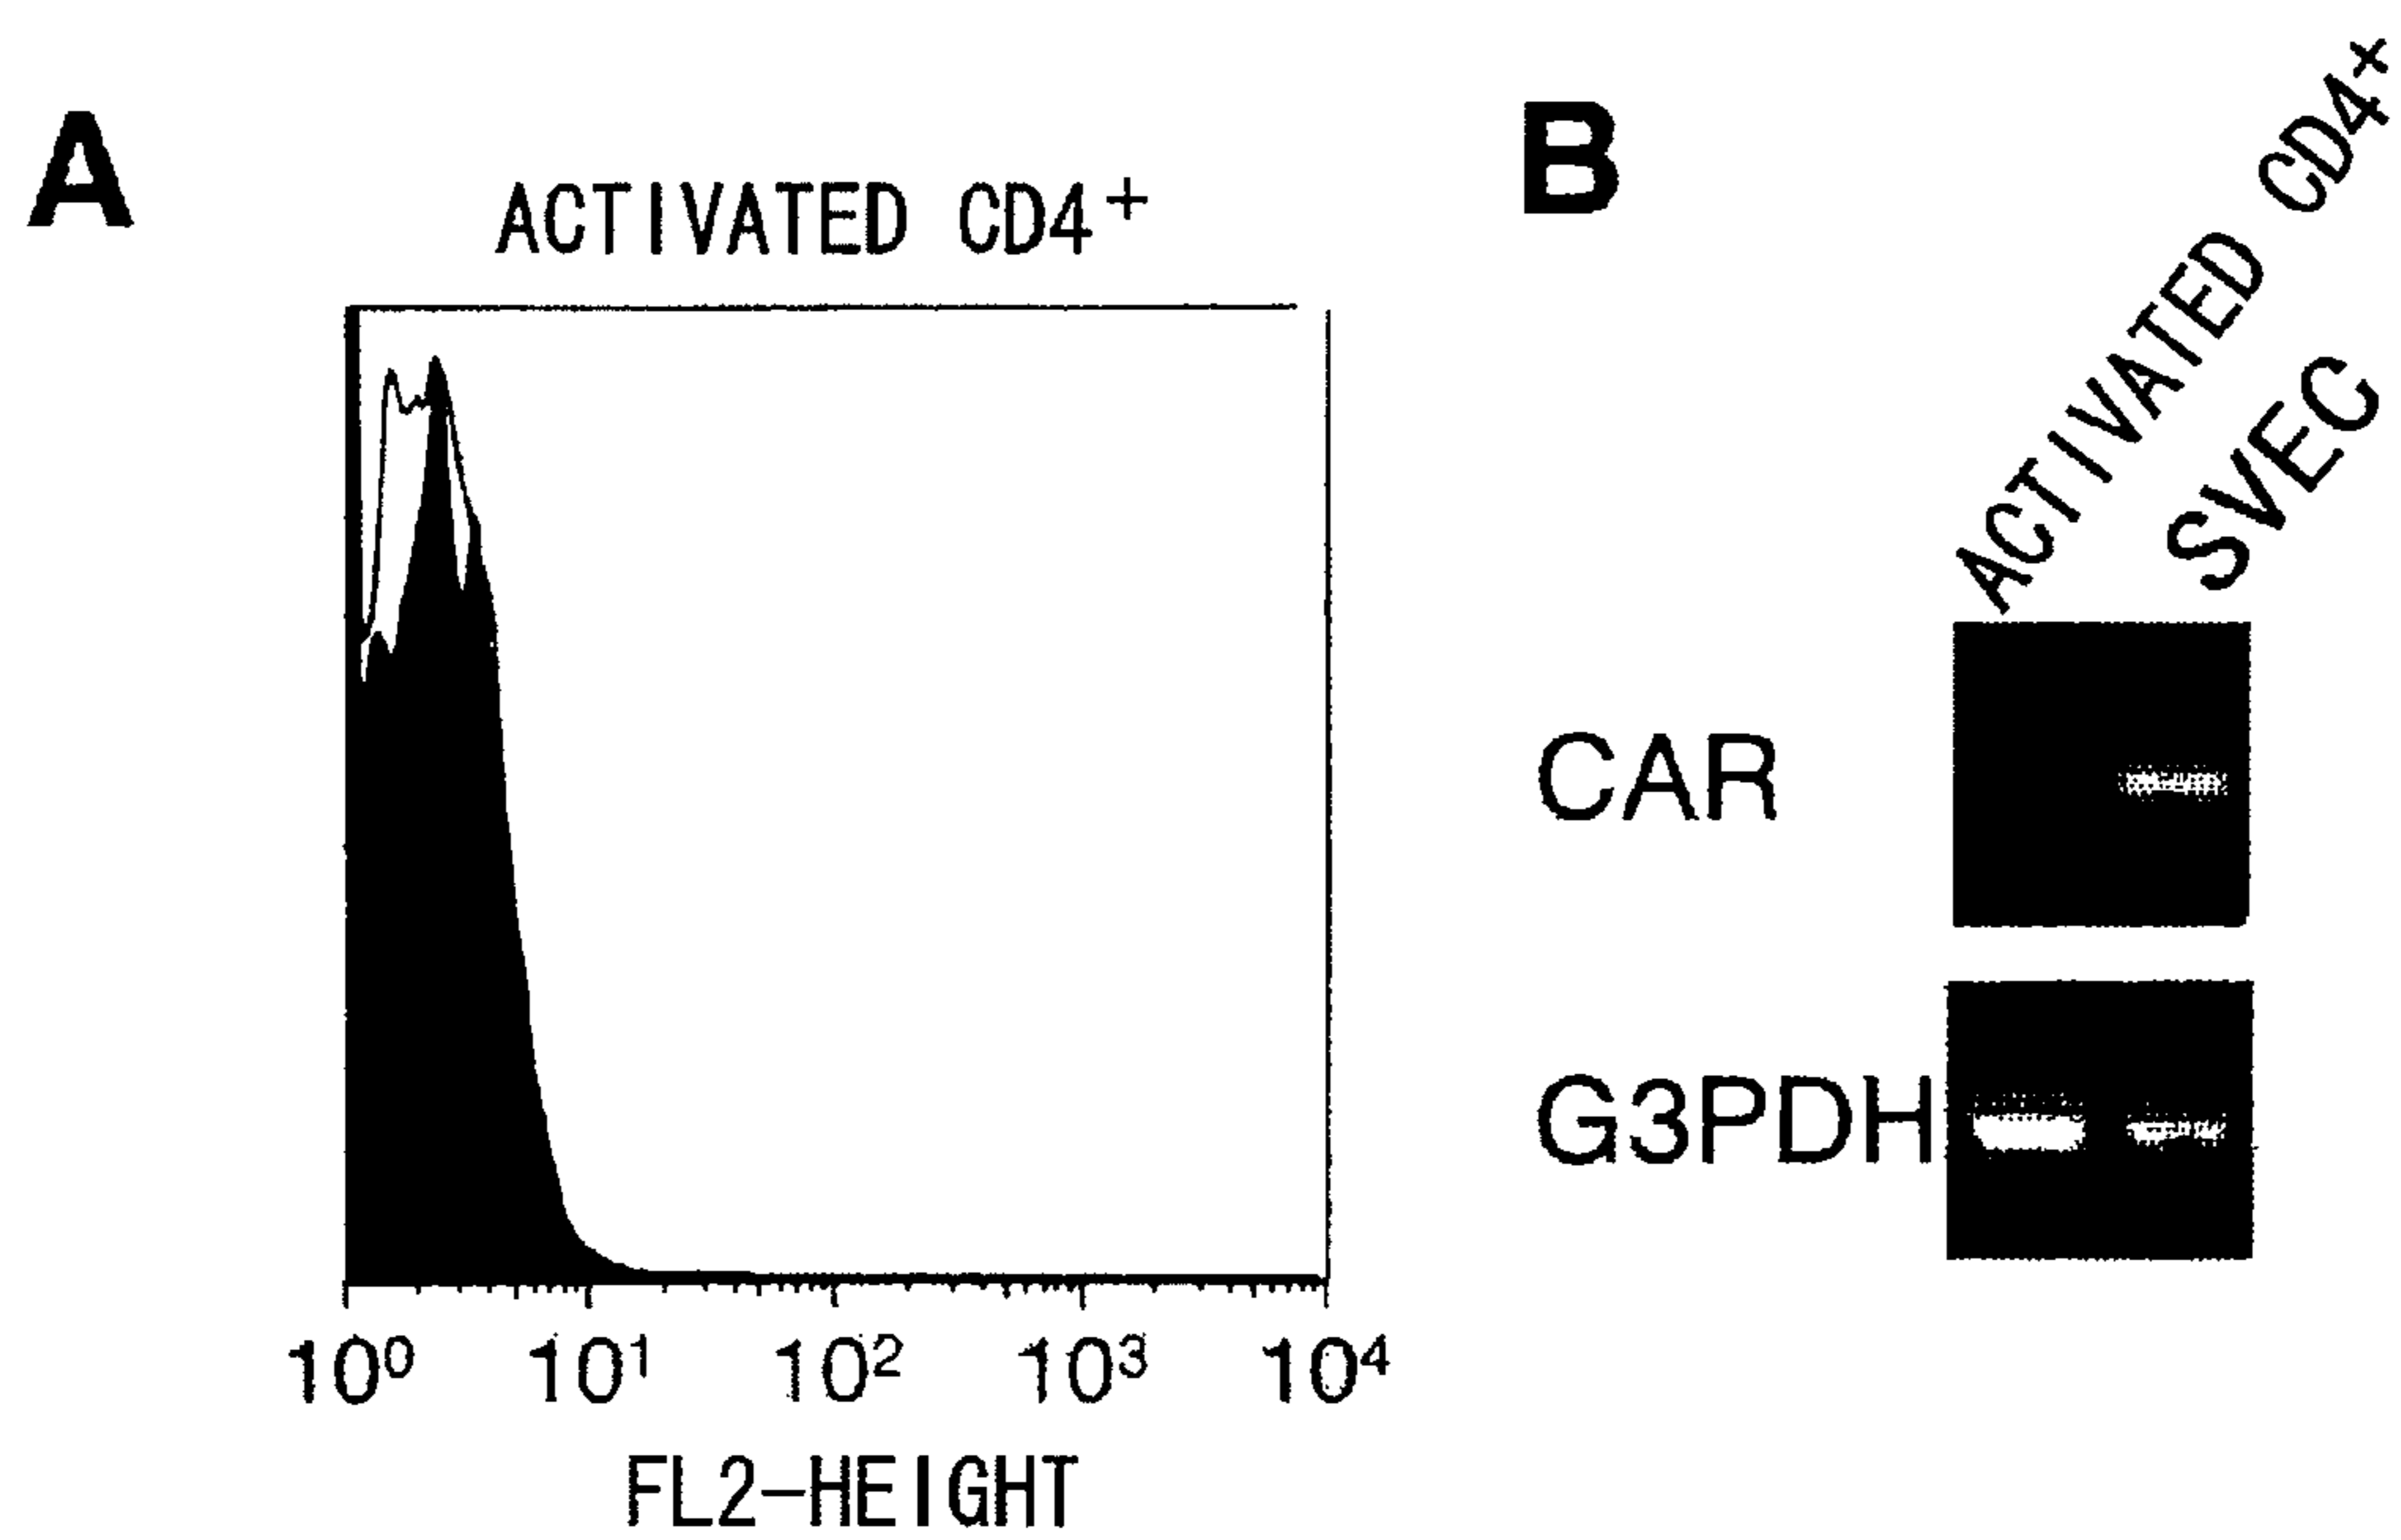 A
ACTIVATED CD4⁺
10⁰ 10¹ 10² 10³ 10⁴
FL2-HEIGHT
B
ACTIVATED CD4⁺
SVEC
CAR
G3PDH